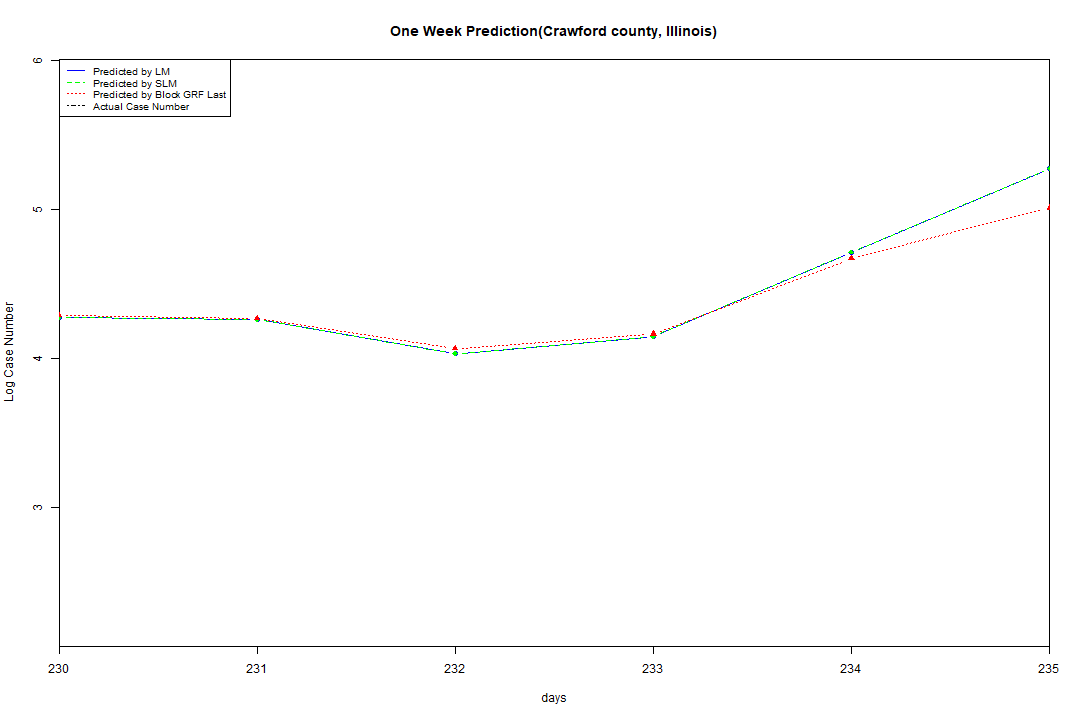 One Week Prediction(Crawford county, Illinois)
Predicted by LM
Predicted by SLM
Predicted by Block GRF Last
Actual Case Number
6
5
4
3
Log Case Number
230 231 232 233 234 235
days